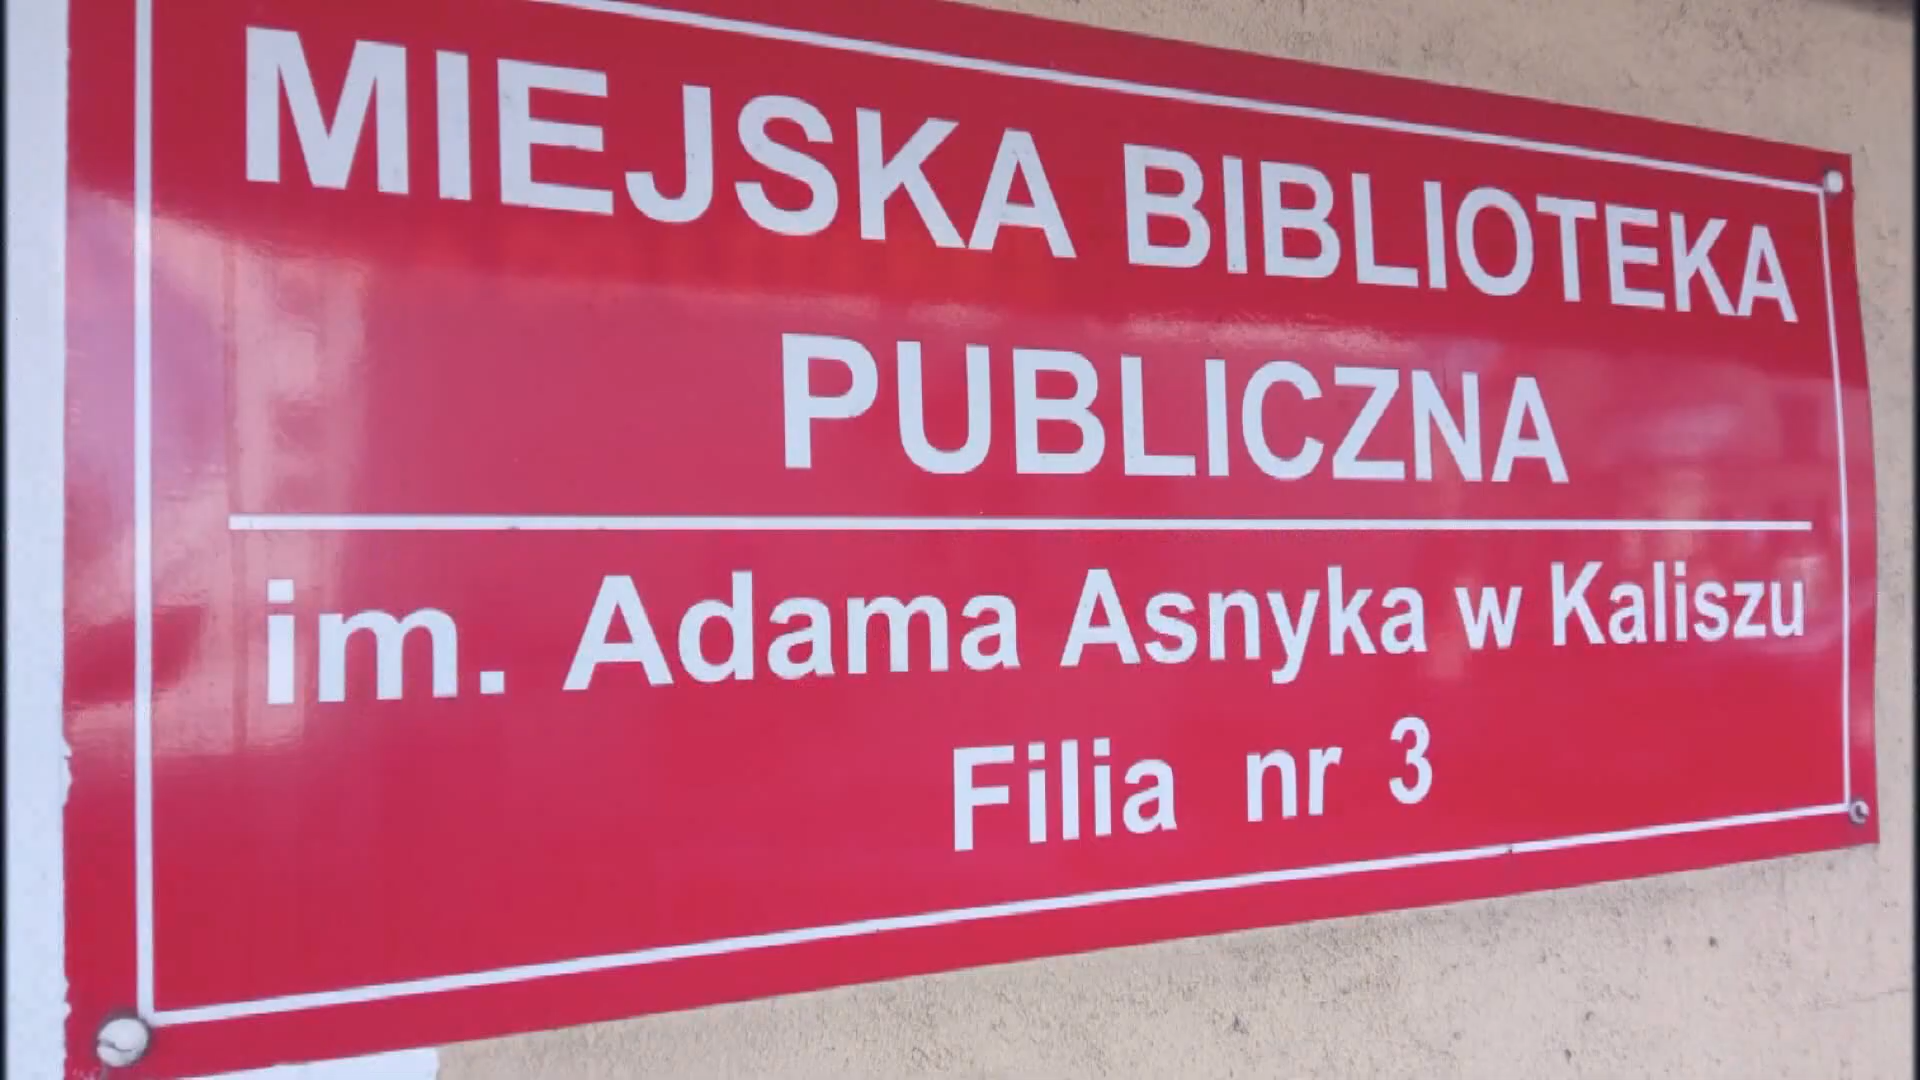 MIEJSKA BIBLIOTEKA
PUBLICZNA
im. Adama Asnyka w Kaliszu
Filia nr 3